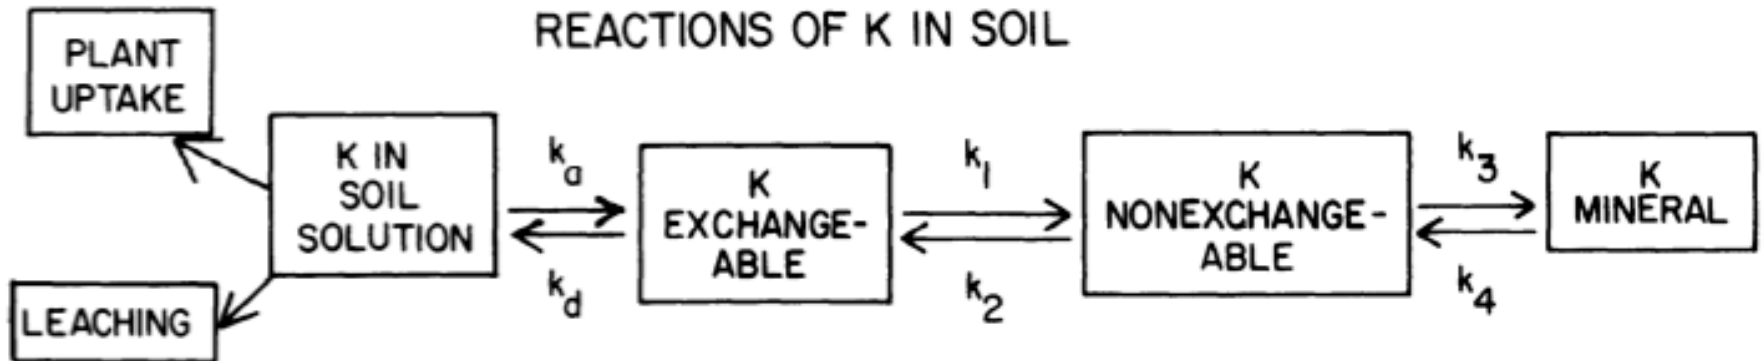 REACTIONS OF K IN SOIL
PLANT
UPTAKE
K IN
SOIL
SOLUTION
LEACHING
kₐ
k_d
K
EXCHANGE-
ABLE
k₁
k₂
K
NONEXCHANGE-
ABLE
k₃
k₄
K
MINERAL